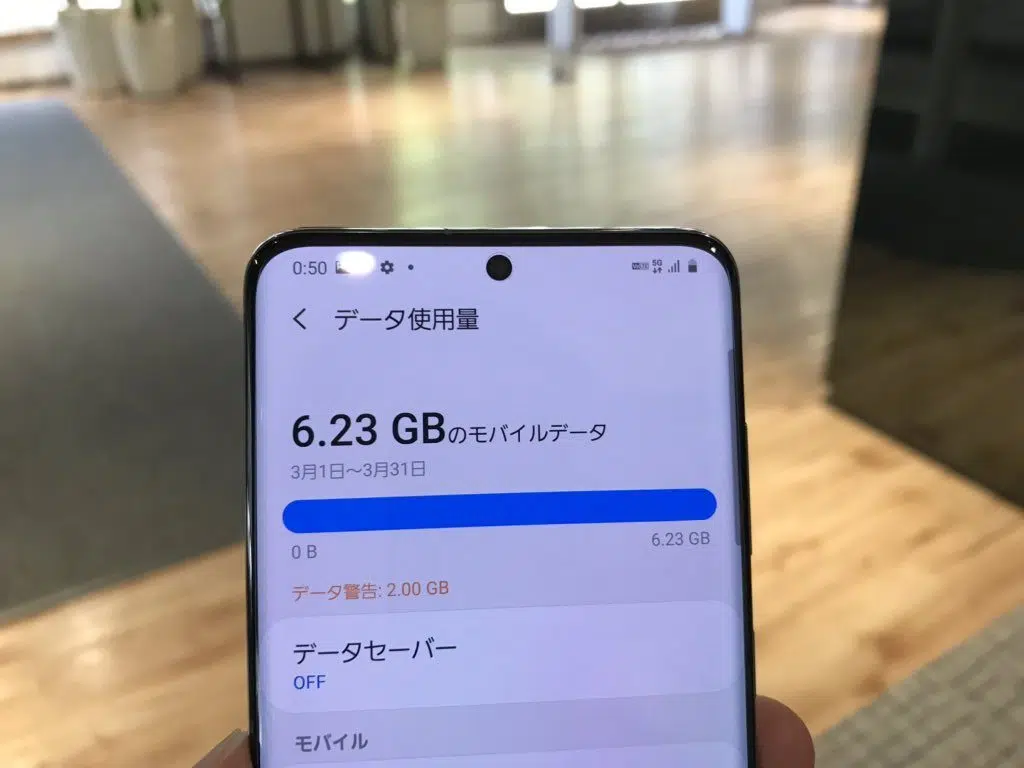 0:50
5G
データ使用量
6.23 GBのモバイルデータ
3月1日~3月31日
0 B
6.23 GB
データ警告: 2.00 GB
データセーバー
OFF
モバイル